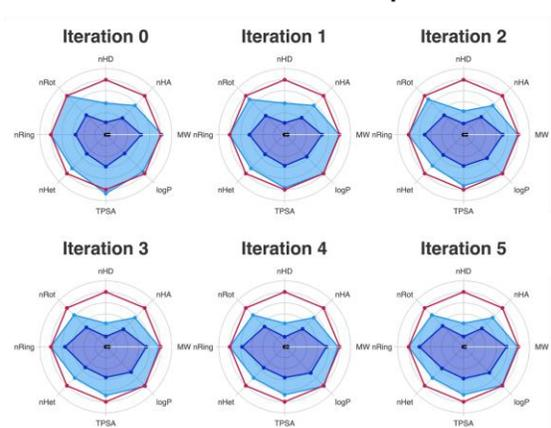 Iteration 0 Iteration 1 Iteration 2
nHD nHD nHD
nRot nHA nRot nHA nRot nHA
nRing MW nRing MW nRing MW
nHet logP nHet logP nHet logP
TPSA TPSA TPSA
Iteration 3 Iteration 4 Iteration 5
nHD nHD nHD
nRot nHA nRot nHA nRot nHA
nRing MW nRing MW nRing MW
nHet logP nHet logP nHet logP
TPSA TPSA TPSA